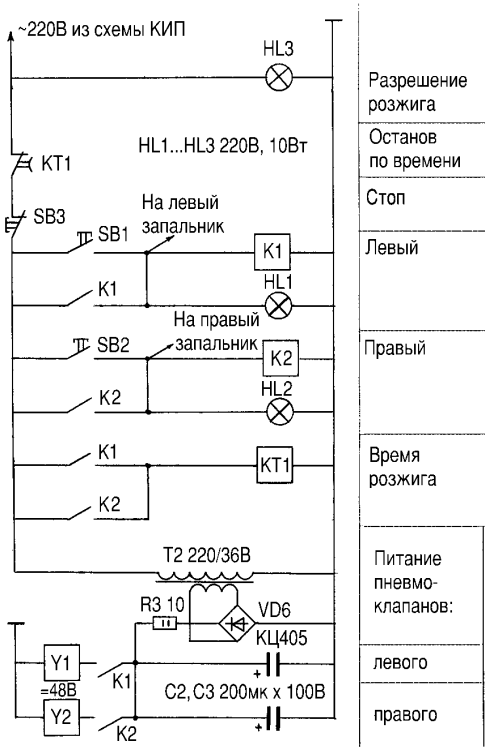 ~220В из схемы КИП
HL3
Разрешение
розжига
HL1...HL3 220В, 10Вт
Останов
по времени
KT1
Стоп
SB3
На левый
запальник
SB1
K1
Левый
K1
HL1
На правый
запальник
SB2
K2
Правый
K2
HL2
K1
KT1
Время
розжига
K2
T2 220/36В
Питание
пневмо-
клапанов:
R3 10
VD6
КЦ405
Y1
K1
+
левого
=48В
C2, C3 200мк x 100В
Y2
K2
+
правого